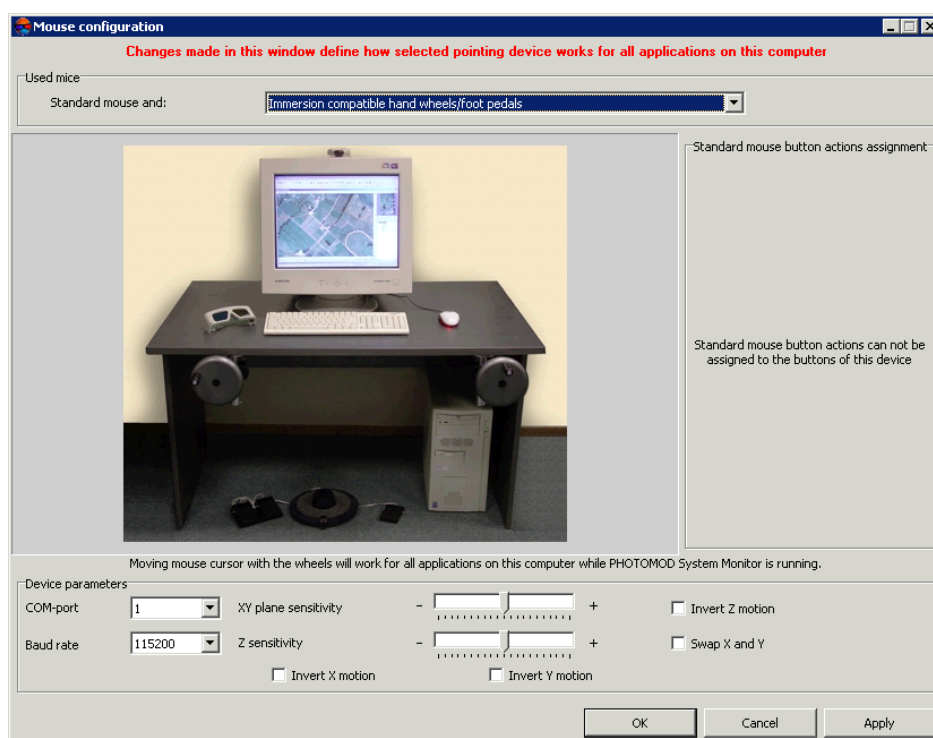 Mouse configuration
Changes made in this window define how selected pointing device works for all applications on this computer
Used mice
Standard mouse and:
Immersion compatible hand wheels/foot pedals
Standard mouse button actions assignment
Standard mouse button actions can not be
assigned to the buttons of this device
Moving mouse cursor with the wheels will work for all applications on this computer while PHOTOMOD System Monitor is running.
Device parameters
COM-port 1 XY plane sensitivity - + Invert Z motion
Baud rate 115200 Z sensitivity - + Swap X and Y
Invert X motion Invert Y motion
OK Cancel Apply